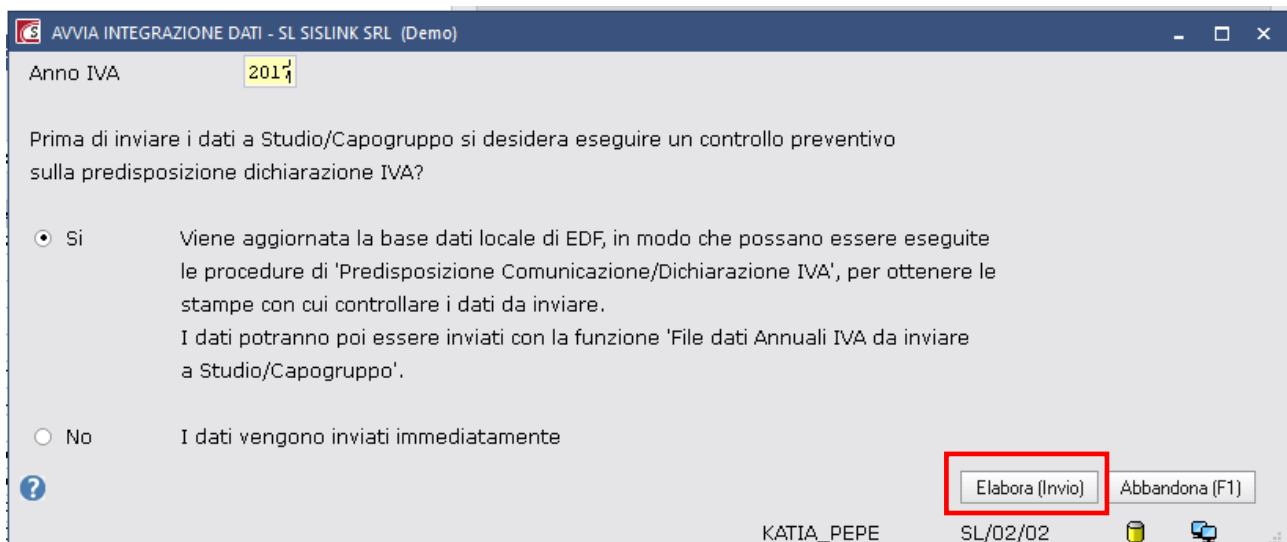 AVVIA INTEGRAZIONE DATI - SL SISLINK SRL (Demo)
Anno IVA 2017
Prima di inviare i dati a Studio/Capogruppo si desidera eseguire un controllo preventivo
sulla predisposizione dichiarazione IVA?
Si Viene aggiornata la base dati locale di EDF, in modo che possano essere eseguite
le procedure di 'Predisposizione Comunicazione/Dichiarazione IVA', per ottenere le
stampe con cui controllare i dati da inviare.
I dati potranno poi essere inviati con la funzione 'File dati Annuali IVA da inviare
a Studio/Capogruppo'.
No I dati vengono inviati immediatamente
Elabora (Invio) Abbandona (F1)
KATIA_PEPE SL/02/02